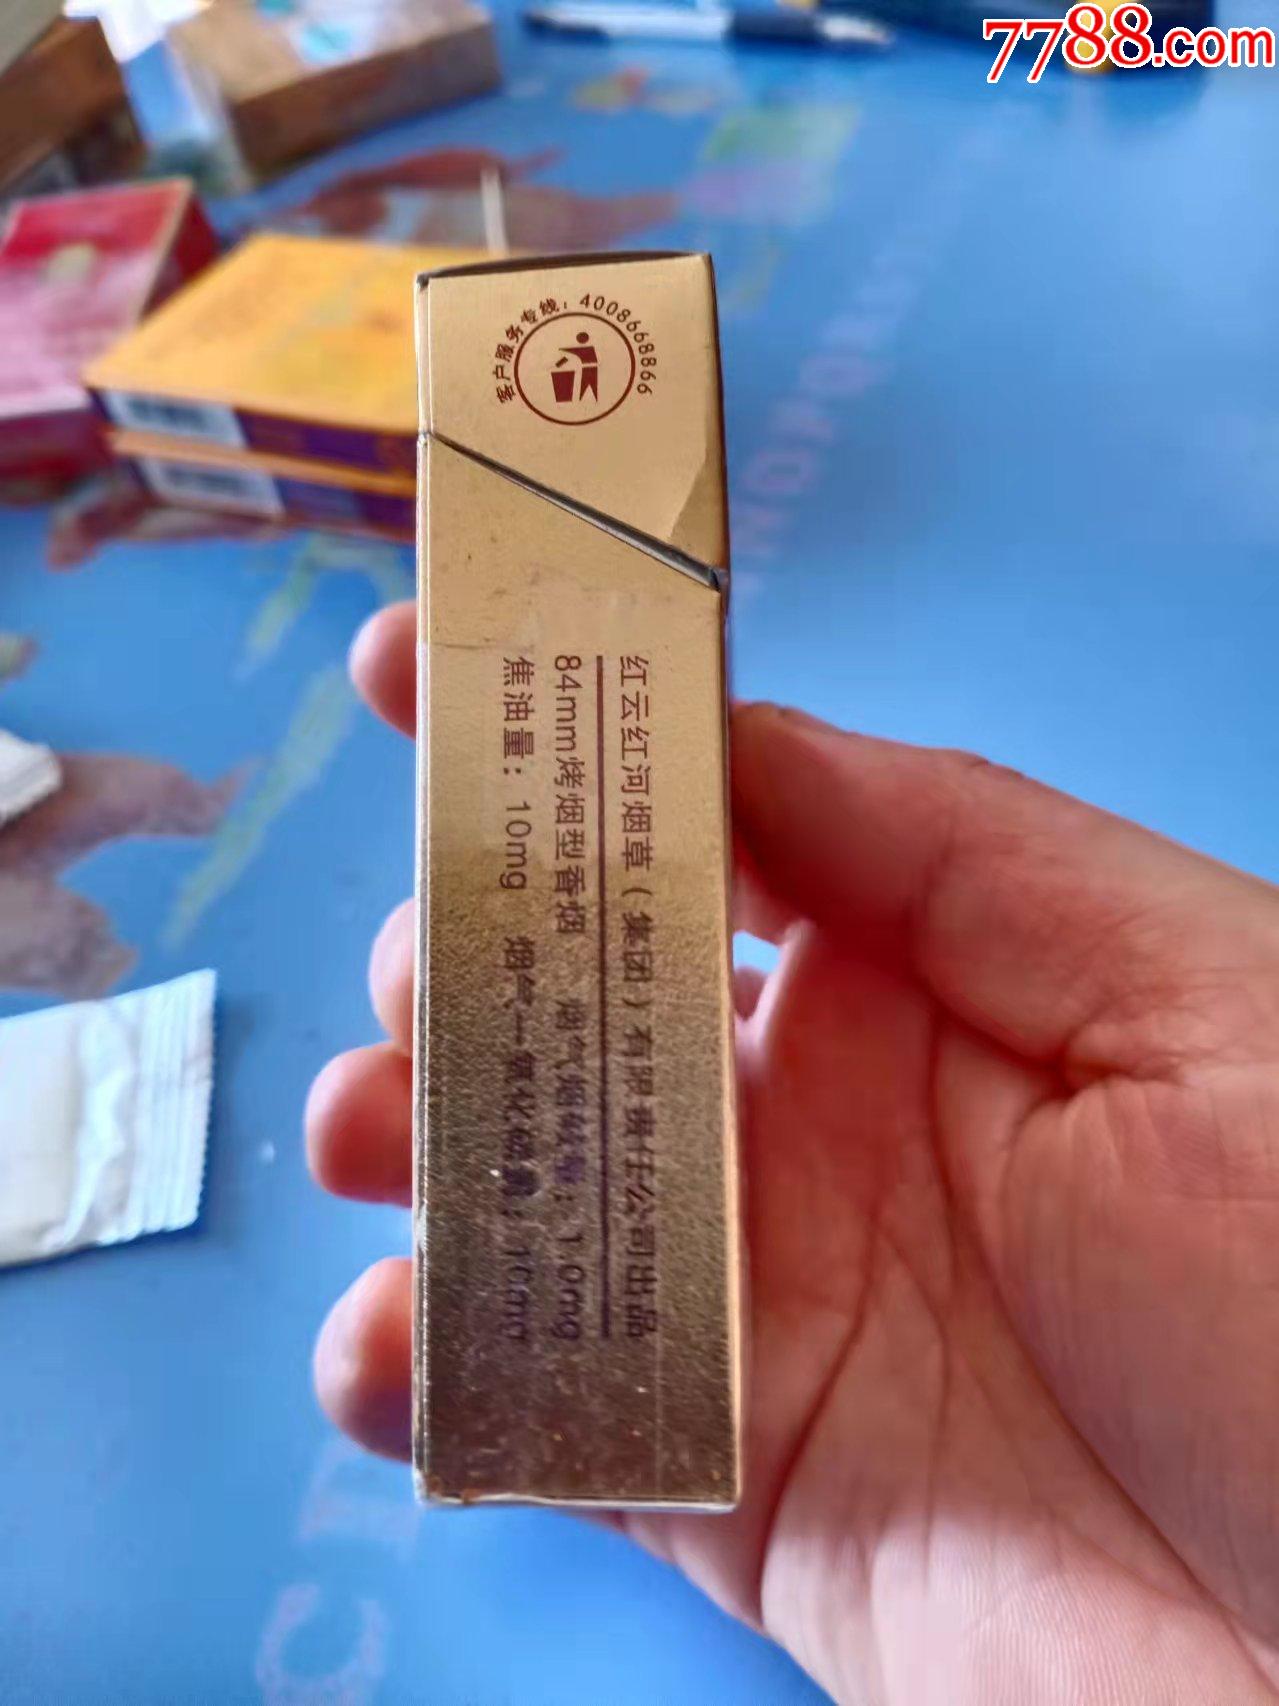 7788.com
客户服务专线：4008668866
红云红河烟草（集团）有限责任公司出品
84mm烤烟型香烟 烟气烟碱量：1.0mg
焦油量：10mg 烟气一氧化碳量：10mg